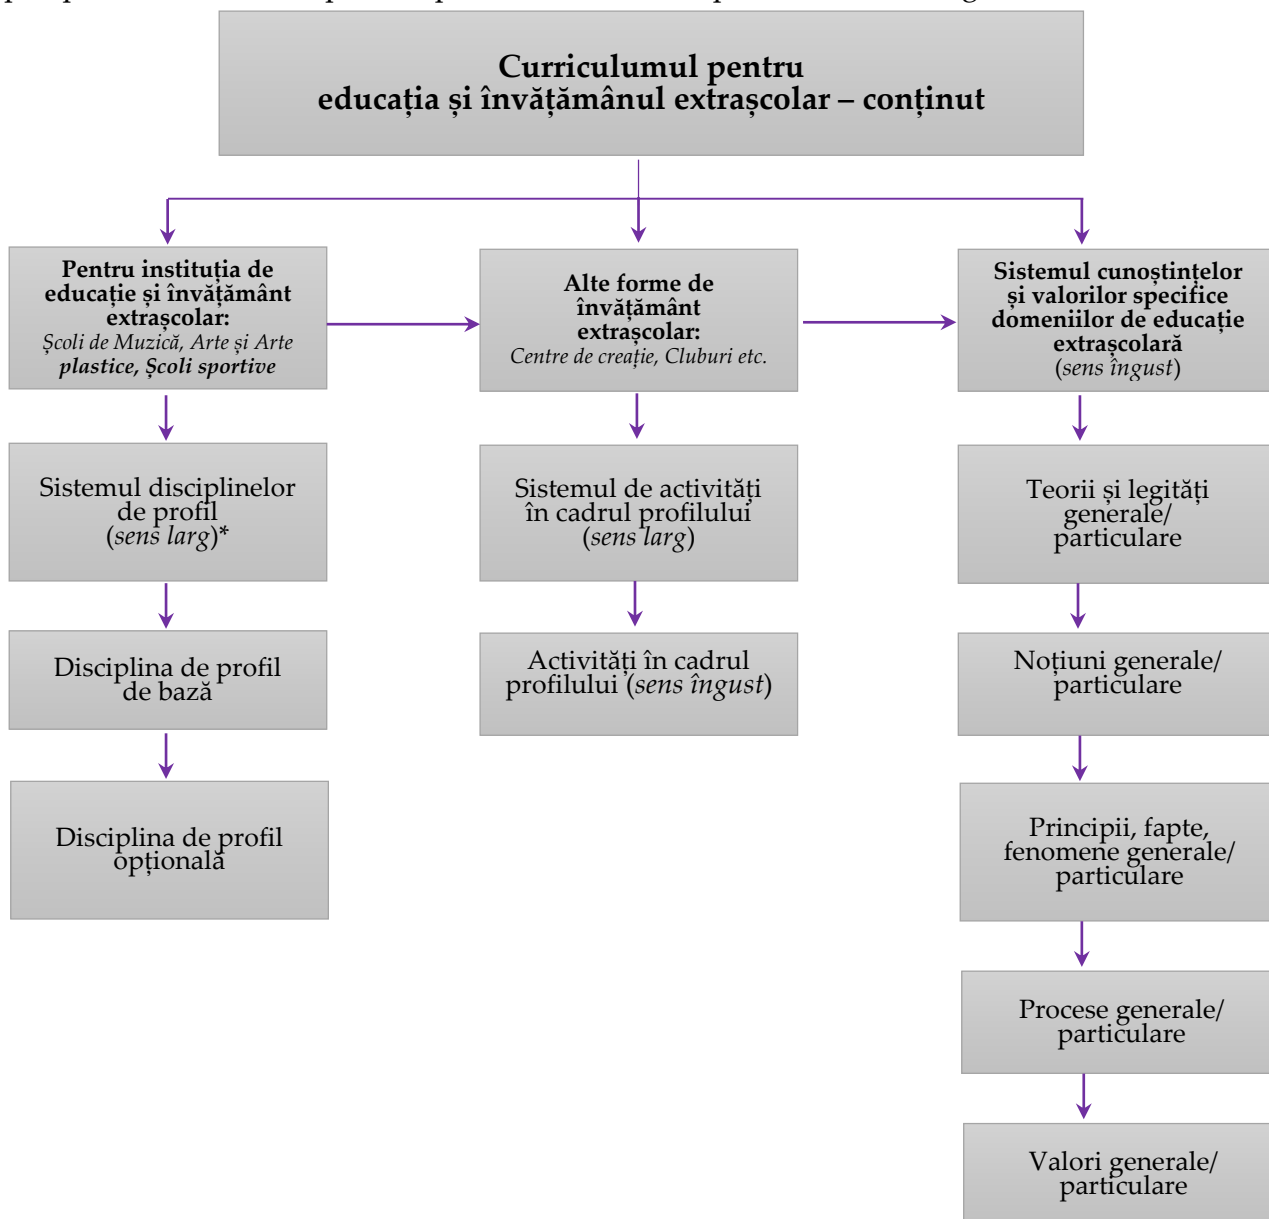 Curriculumul pentru
educația și învățămânul extrașcolar – conținut
Pentru instituția de
educație și învățământ
extrașcolar:
Școli de Muzică, Arte și Arte
plastice, Școli sportive
Alte forme de
învățământ
extrașcolar:
Centre de creație, Cluburi etc.
Sistemul cunoștințelor
și valorilor specifice
domeniilor de educație
extrașcolară
(sens îngust)
Sistemul disciplinelor
de profil
(sens larg)*
Sistemul de activități
în cadrul profilului
(sens larg)
Teorii și legități
generale/
particulare
Disciplina de profil
de bază
Activități în cadrul
profilului (sens îngust)
Noțiuni generale/
particulare
Disciplina de profil
opțională
Principii, fapte,
fenomene generale/
particulare
Procese generale/
particulare
Valori generale/
particulare